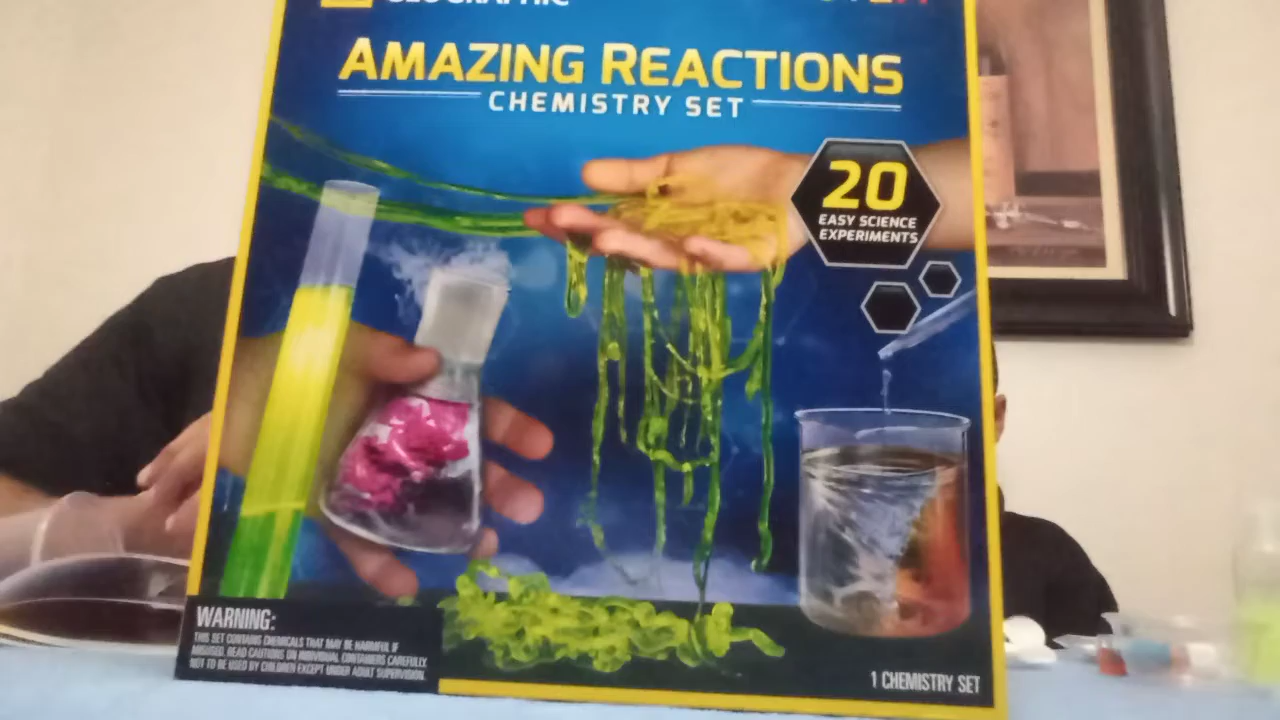 GEOGRAPHIC
AMAZING REACTIONS
CHEMISTRY SET
20
EASY SCIENCE
EXPERIMENTS
WARNING:
THIS SET CONTAINS CHEMICALS THAT MAY BE HARMFUL IF
MISUSED. READ CAUTIONS ON INDIVIDUAL CONTAINERS CAREFULLY.
NOT TO BE USED BY CHILDREN EXCEPT UNDER ADULT SUPERVISION.
1 CHEMISTRY SET